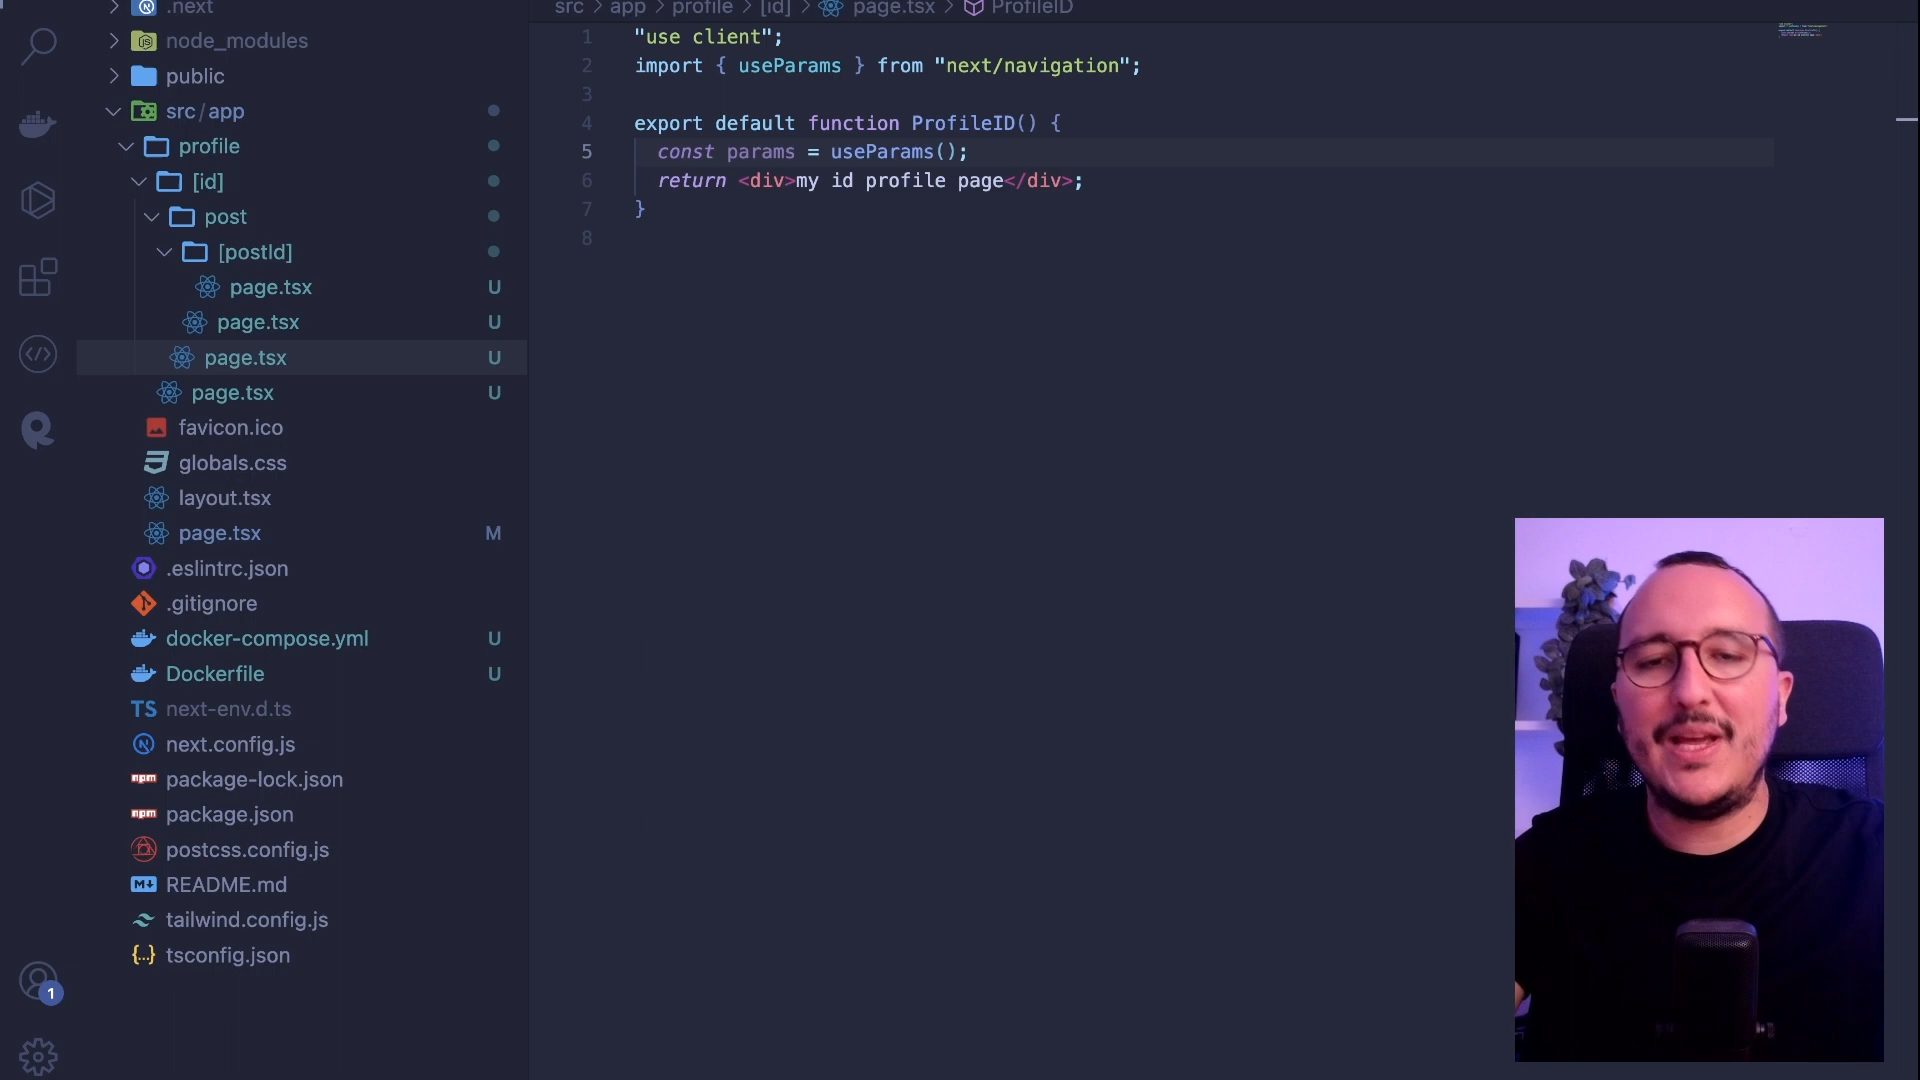 .next
node_modules
public
src/app
profile
[id]
post
[postId]
page.tsx U
page.tsx U
page.tsx U
page.tsx U
favicon.ico
globals.css
layout.tsx
page.tsx M
.eslintrc.json
.gitignore
docker-compose.yml U
Dockerfile U
TS next-env.d.ts
next.config.js
npm package-lock.json
npm package.json
postcss.config.js
M↓ README.md
tailwind.config.js
{..} tsconfig.json
1
src > app > profile > [id] > page.tsx > ProfileID
1 "use client";
2 import { useParams } from "next/navigation";
3
4 export default function ProfileID() {
5 const params = useParams();
6 return <div>my id profile page</div>;
7 }
8